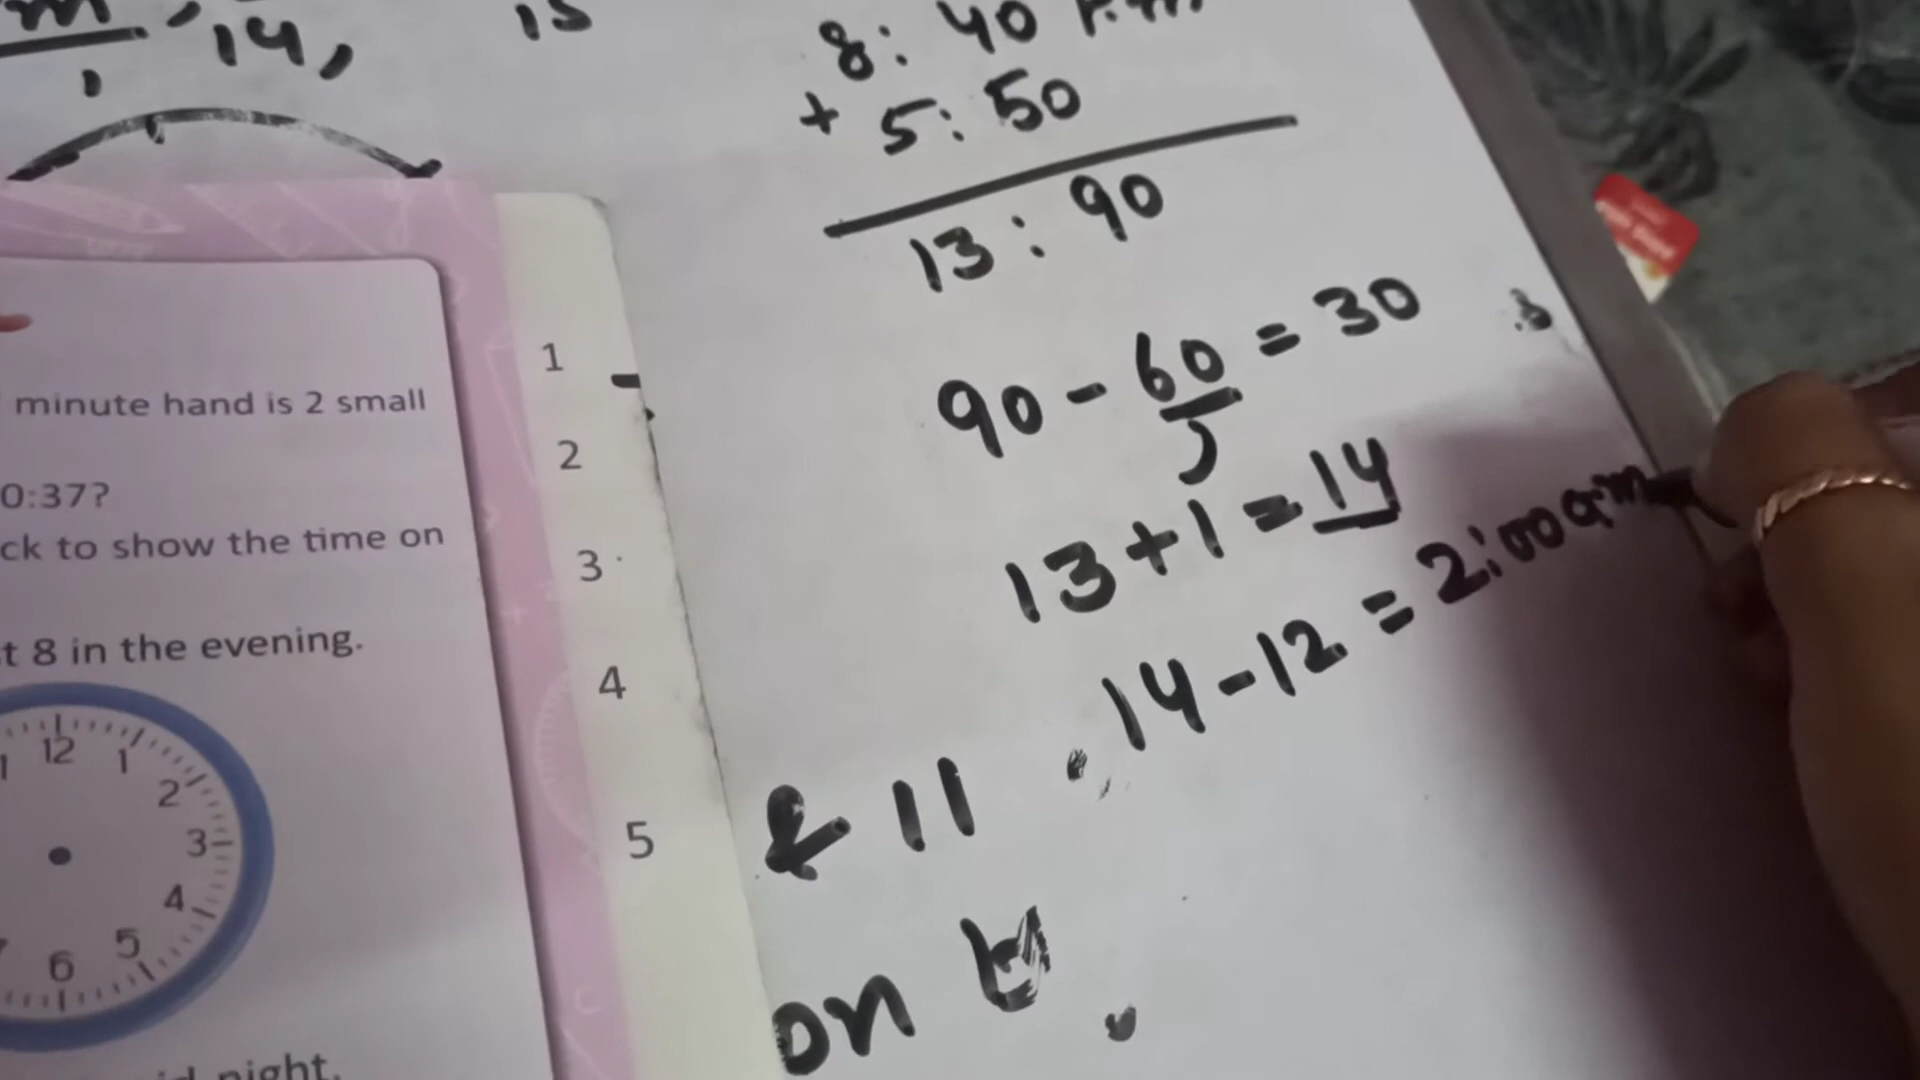 14,
15
8: 40 P.m
+ 5: 50
13: 90
90 - 60 = 30
13 + 1 = 14
14 - 12 = 2:00 a.m
& 11
on
minute hand is 2 small
0:37?
ck to show the time on
t 8 in the evening.
12
1
2
3
4
5
6
night.
1
2
3
4
5